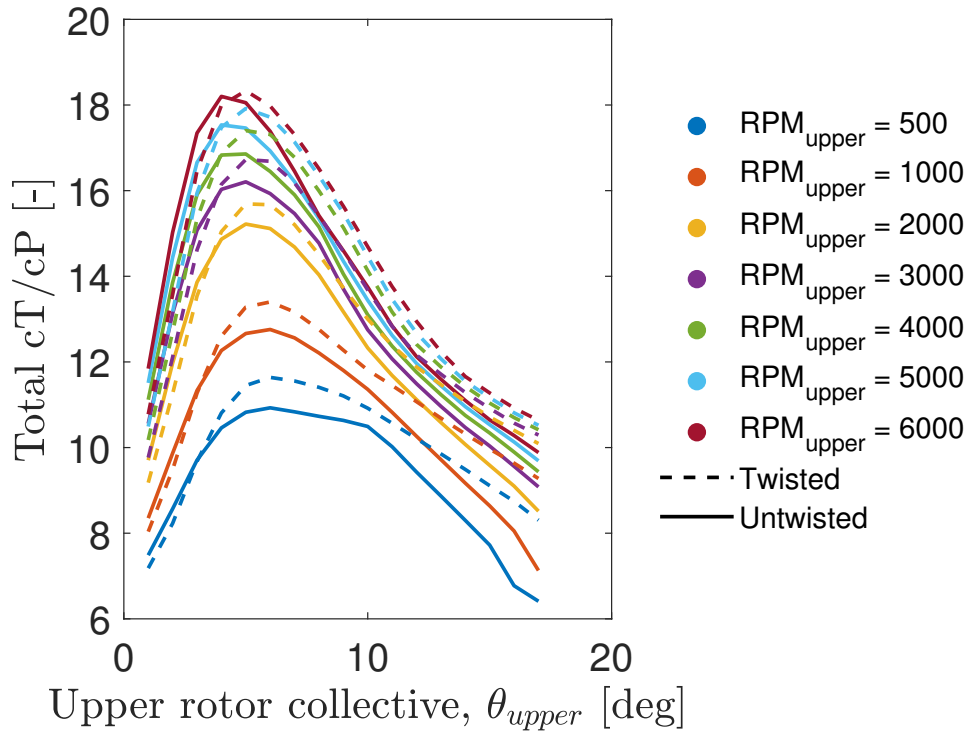 20
18
16
14
12
10
8
6
0
10
20
Total cT/cP [-]
Upper rotor collective, θ_upper [deg]
RPM_upper = 500
RPM_upper = 1000
RPM_upper = 2000
RPM_upper = 3000
RPM_upper = 4000
RPM_upper = 5000
RPM_upper = 6000
Twisted
Untwisted